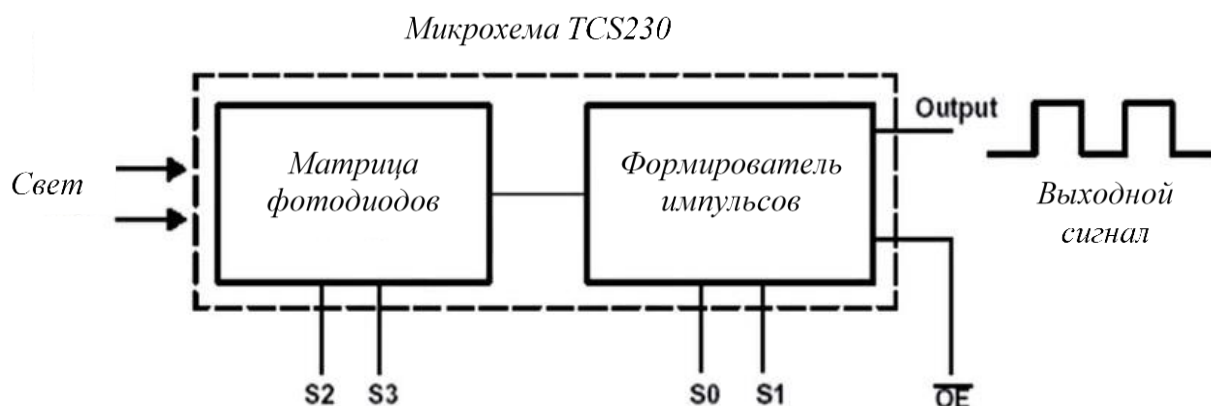 Микрохема TCS230
Свет
Матрица
фотодиодов
Формирователь
импульсов
Output
Выходной
сигнал
S2 S3 S0 S1 OE